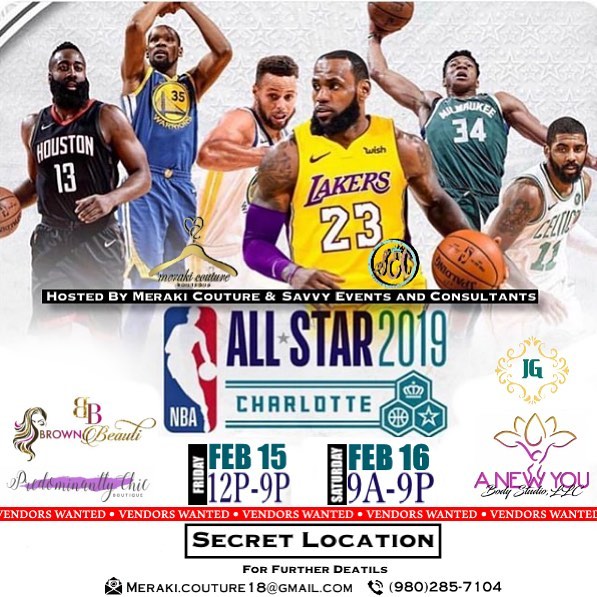 35
WARRIORS
MILWAUKEE
34
HOUSTON
13
wish
LAKERS
23
CELTICS
11
meraki couture
SEC
HOSTED BY MERAKI COUTURE & SAVVY EVENTS AND CONSULTANTS
NBA
ALL STAR 2019
CHARLOTTE
JG
BB
BROWN Beauti
Predominantly Chic
BOUTIQUE
A NEW YOU
Body Studio, LLC
FRIDAY
FEB 15
12P-9P
SATURDAY
FEB 16
9A-9P
VENDORS WANTED • VENDORS WANTED • VENDORS WANTED • VENDORS WANTED • VENDORS WANTED
SECRET LOCATION
FOR FURTHER DEATILS
MERAKI.COUTURE18@GMAIL.COM (980)285-7104